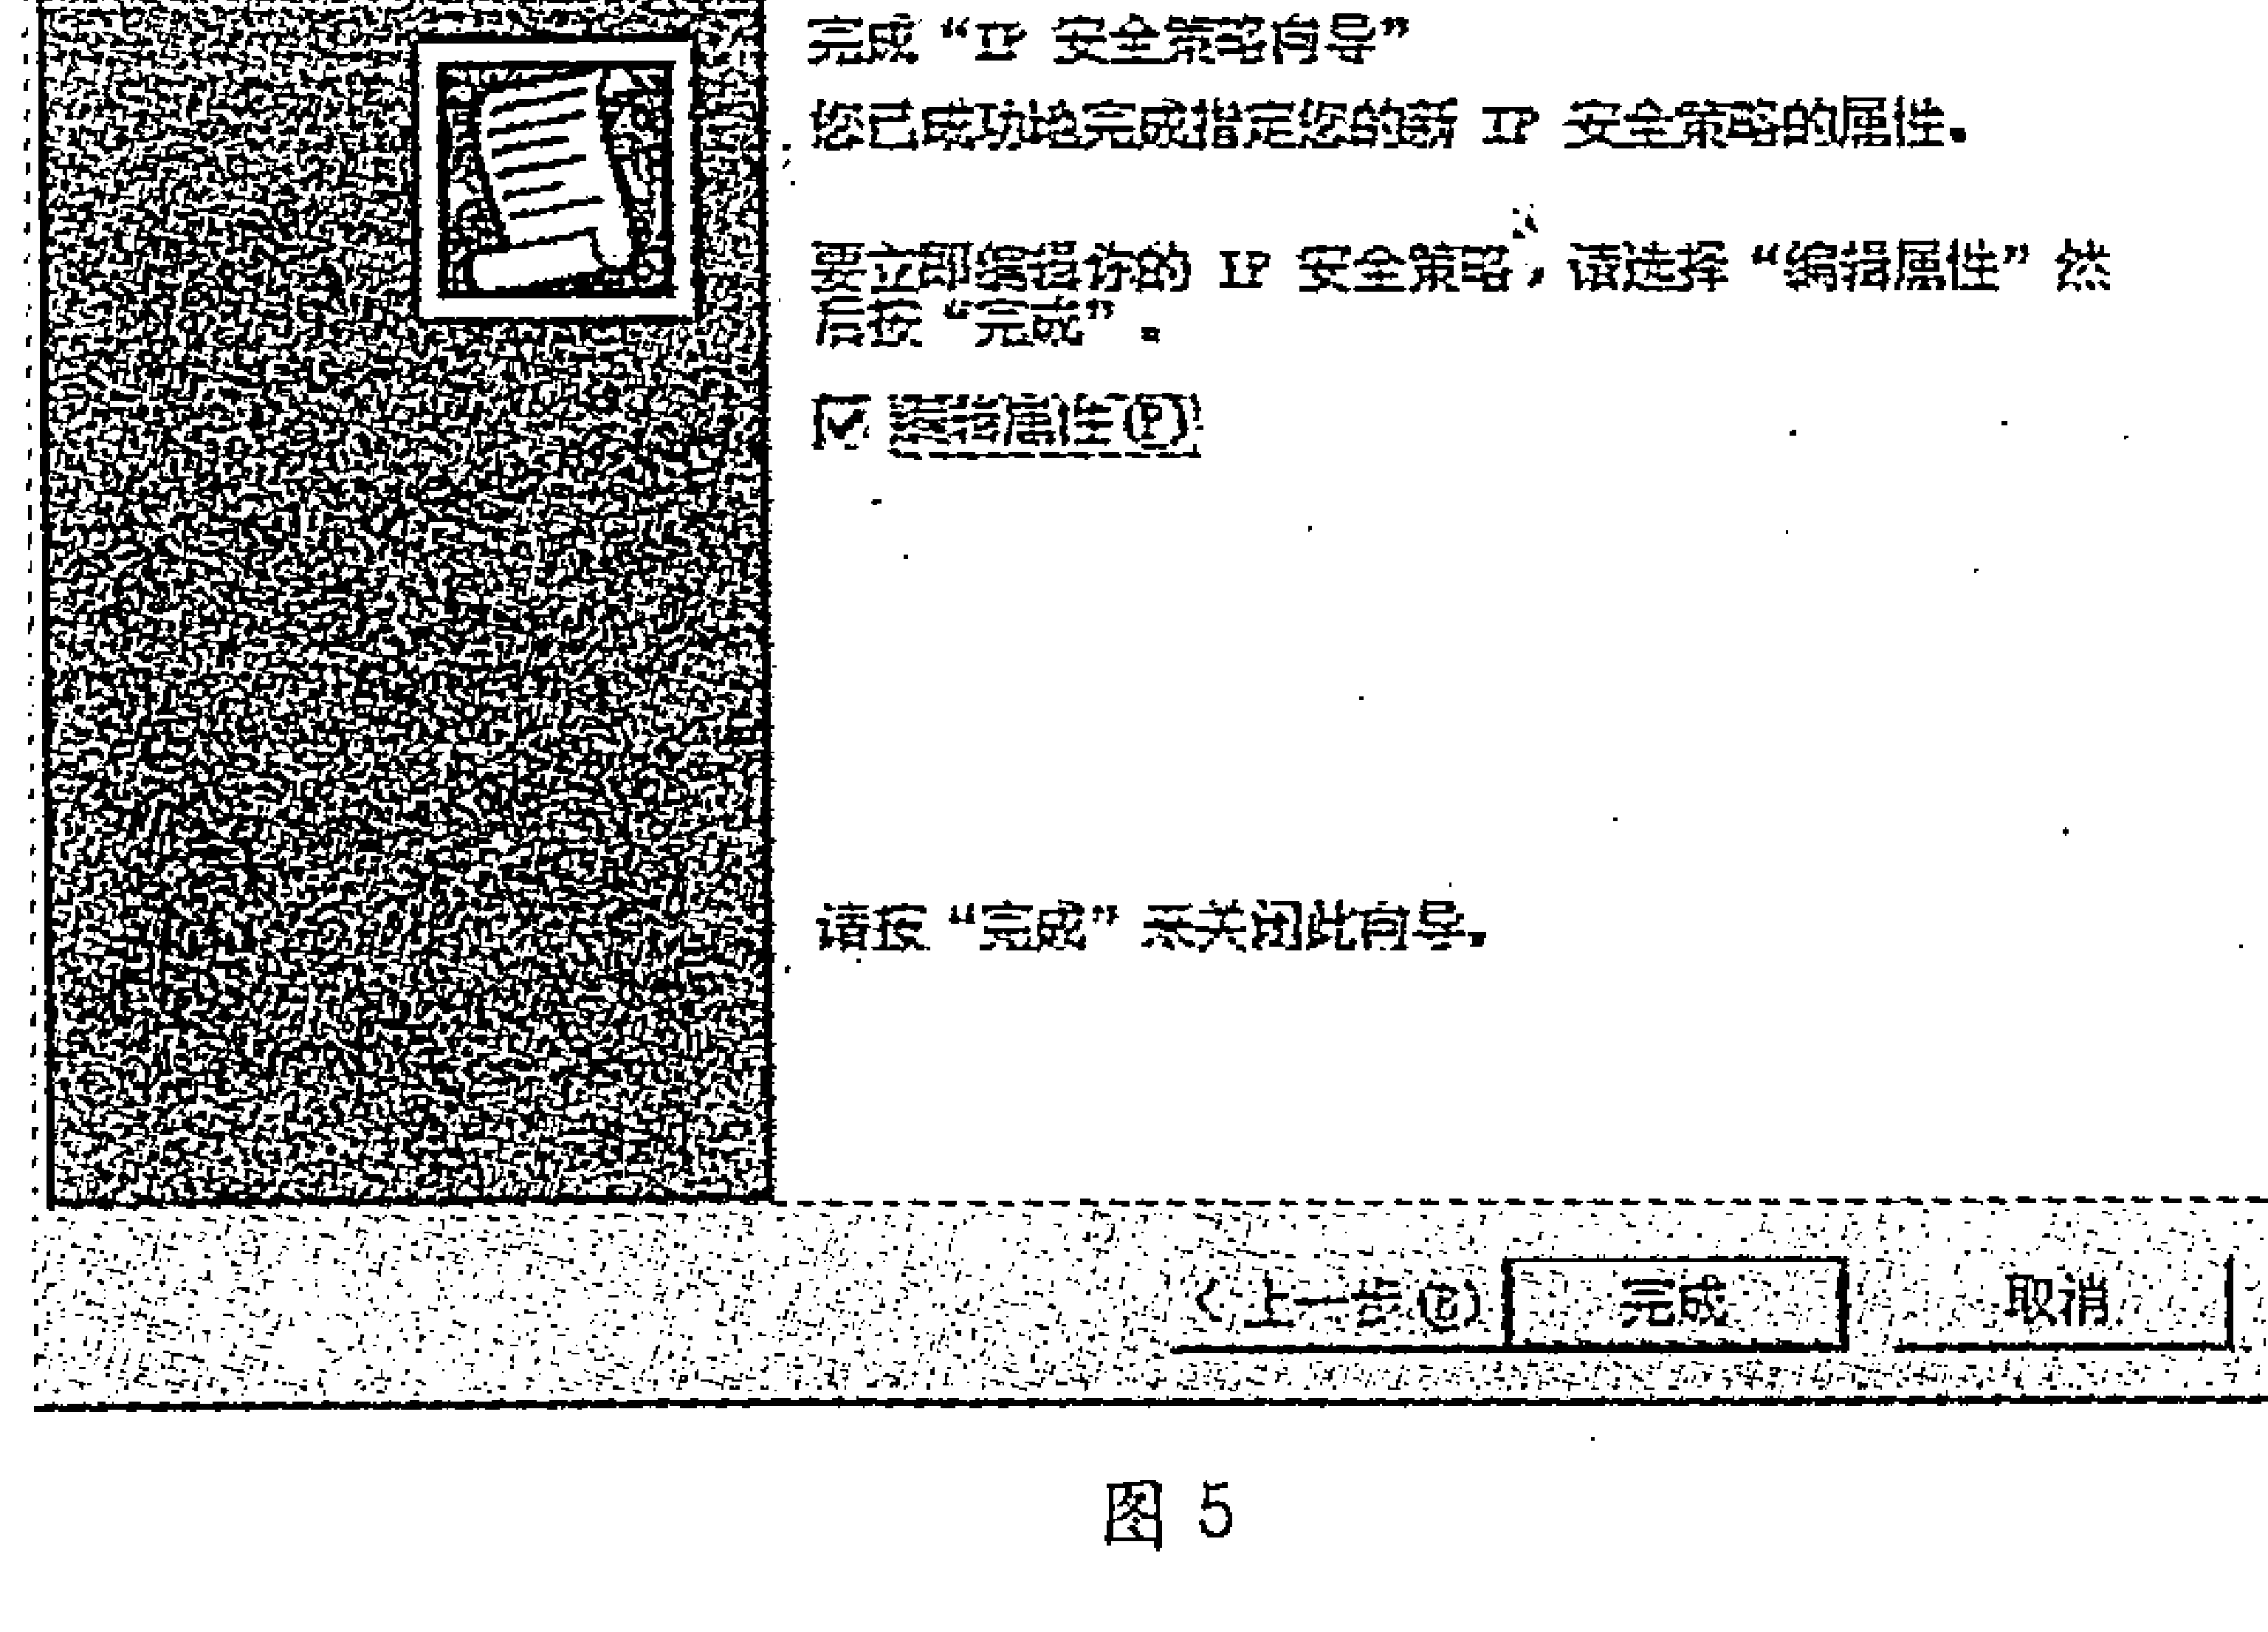 完成 “IP 安全策略向导”
您已成功地完成指定您的新 IP 安全策略的属性。
要立即编辑你的 IP 安全策略，请选择 “编辑属性” 然
后按 “完成” 。
编辑属性(P)
请按 “完成” 来关闭此向导。
< 上一步(B)
完成
取消
图 5